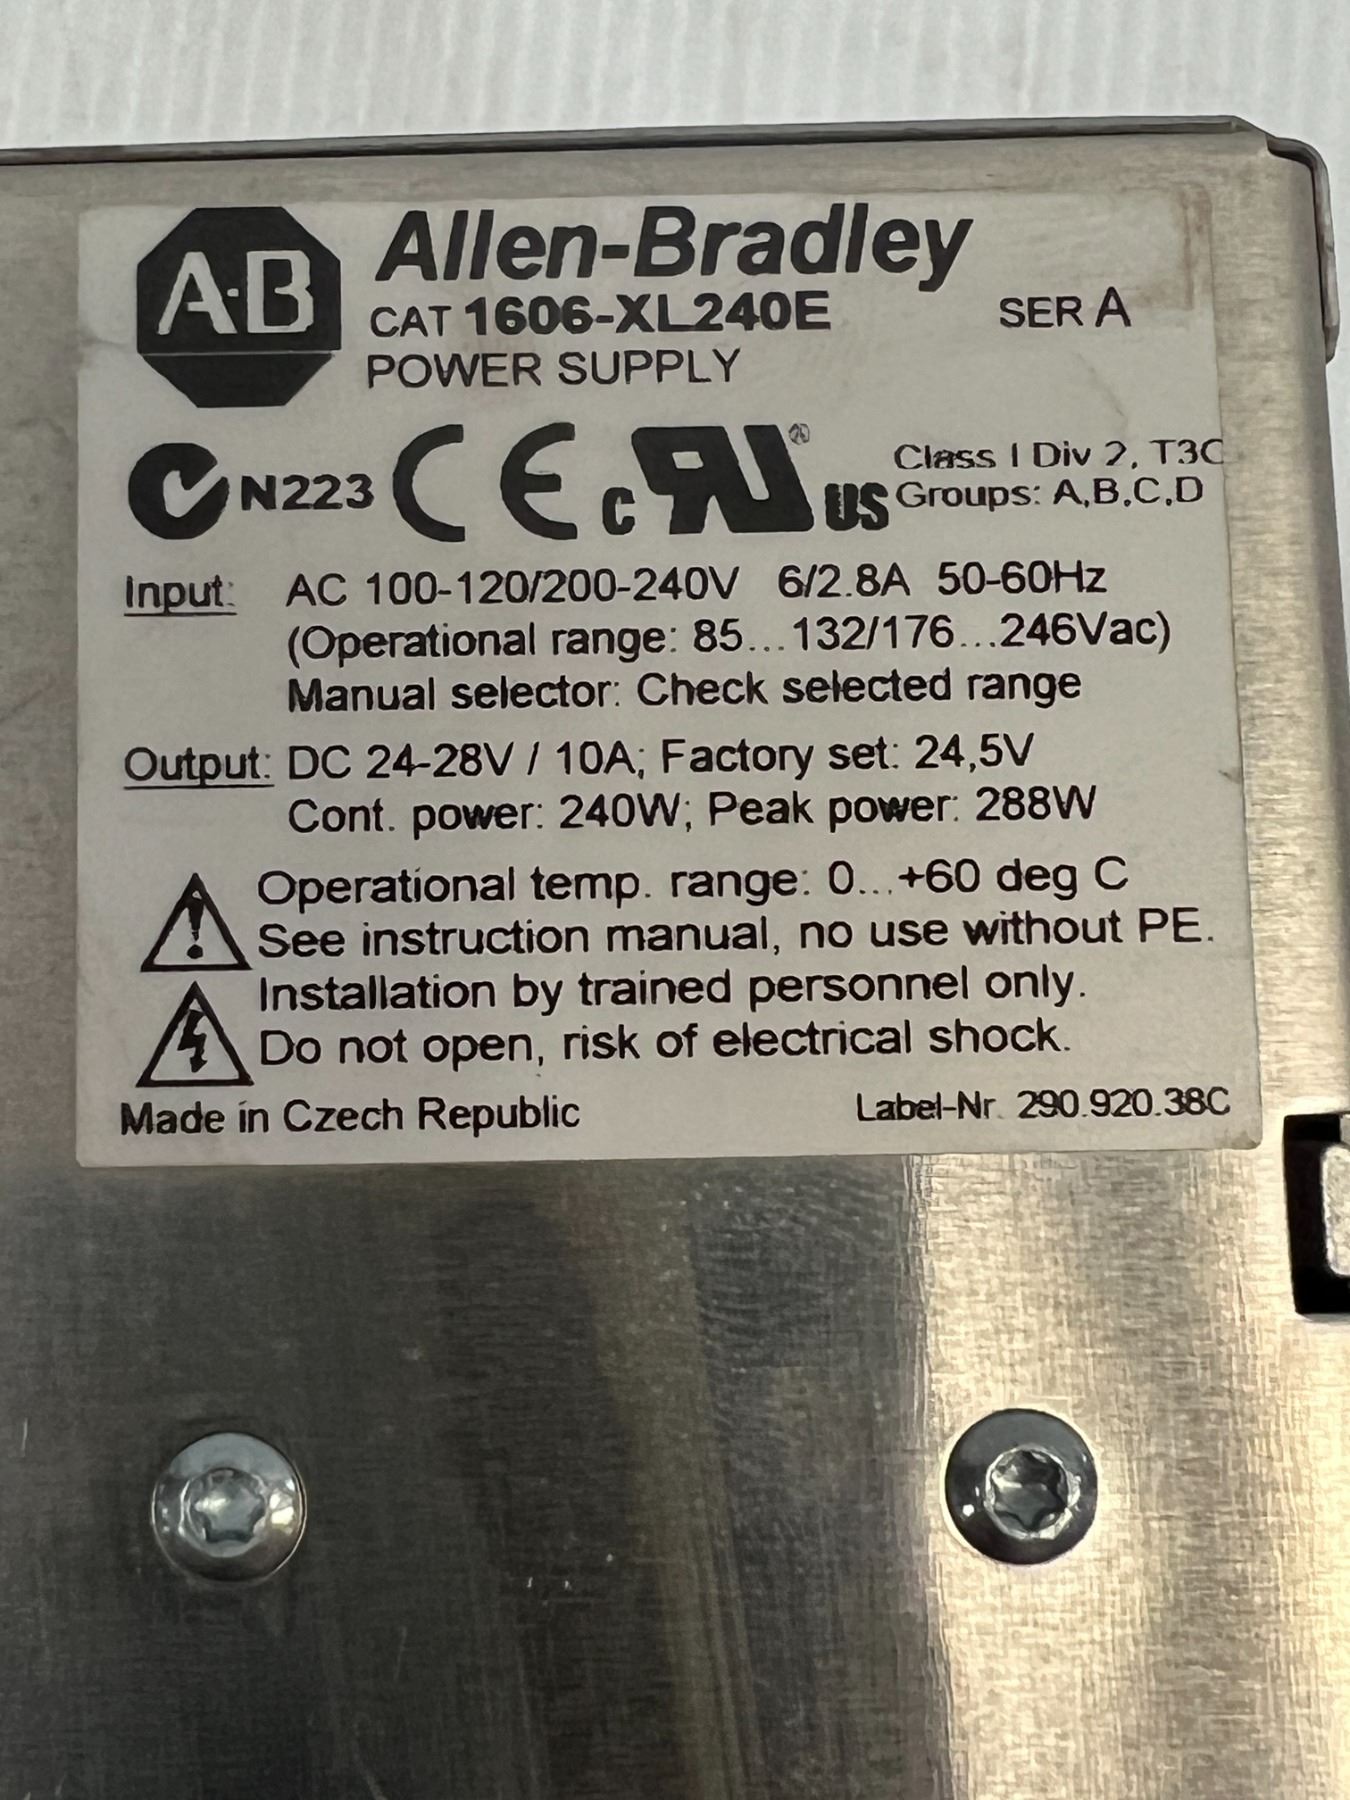 A·B Allen-Bradley
CAT 1606-XL240E SER A
POWER SUPPLY
N223 CE c RU ® US Class I Div 2, T3C
Groups: A,B,C,D
Input: AC 100-120/200-240V 6/2.8A 50-60Hz
(Operational range: 85...132/176...246Vac)
Manual selector: Check selected range
Output: DC 24-28V / 10A; Factory set: 24,5V
Cont. power: 240W; Peak power: 288W
Operational temp. range: 0...+60 deg C
See instruction manual, no use without PE.
Installation by trained personnel only.
Do not open, risk of electrical shock.
Made in Czech Republic Label-Nr. 290.920.38C